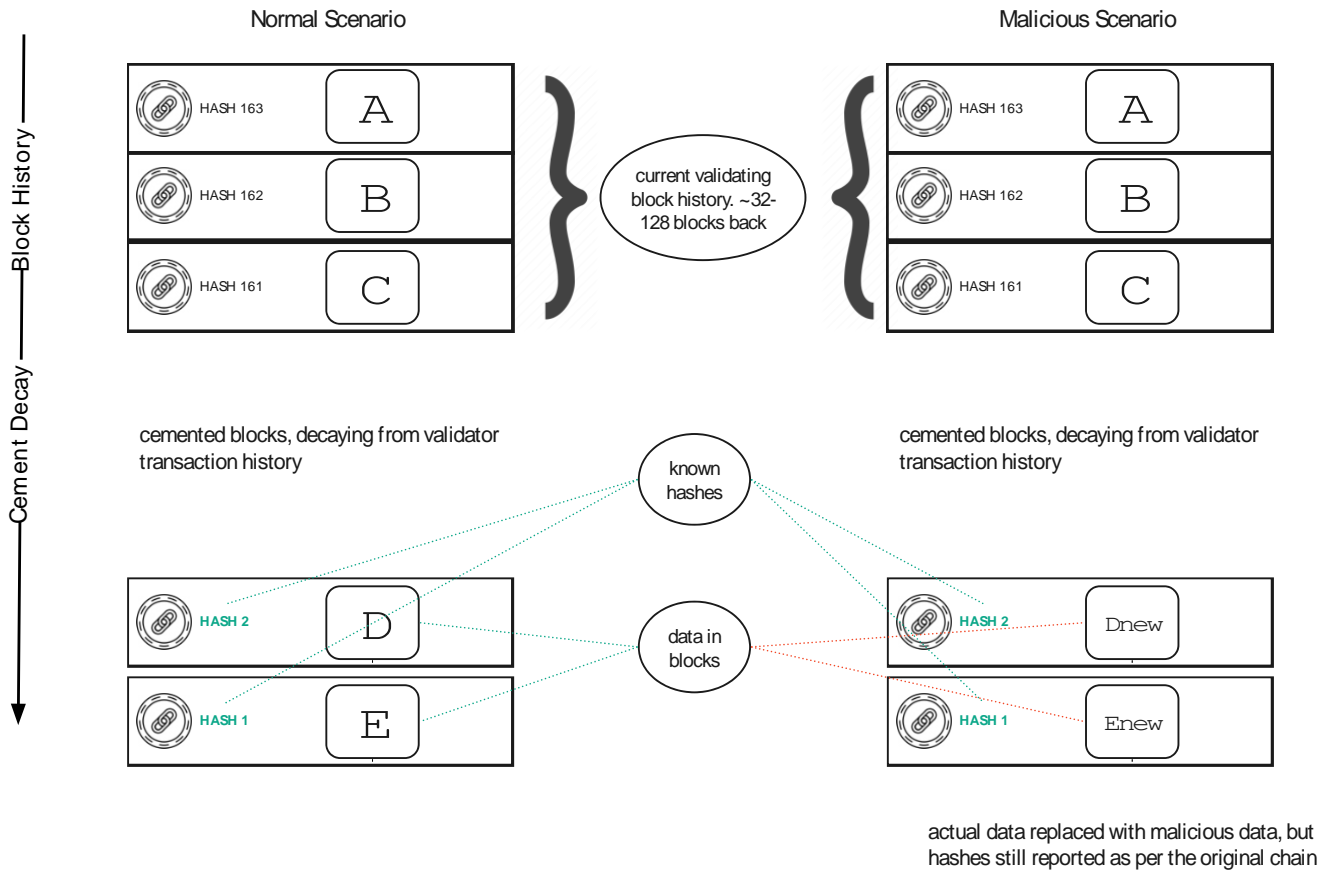 Normal Scenario
Malicious Scenario
Block History
Cement Decay
HASH 163
A
HASH 162
B
HASH 161
C
current validating
block history. ~32-
128 blocks back
HASH 163
A
HASH 162
B
HASH 161
C
cemented blocks, decaying from validator
transaction history
known
hashes
cemented blocks, decaying from validator
transaction history
HASH 2
D
HASH 1
E
data in
blocks
HASH 2
Dnew
HASH 1
Enew
actual data replaced with malicious data, but
hashes still reported as per the original chain